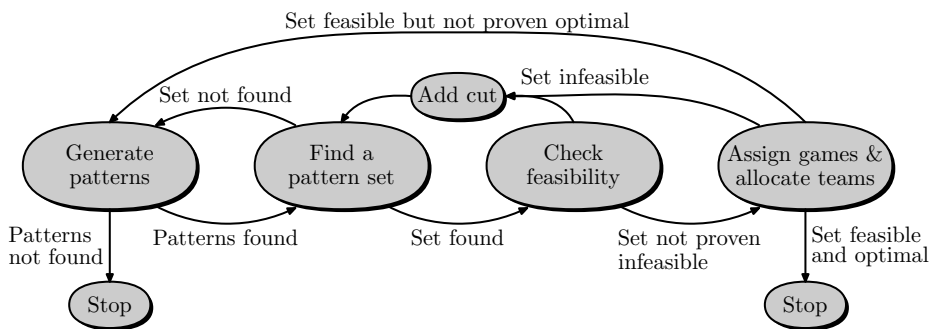 Set feasible but not proven optimal
Set infeasible
Set not found
Add cut
Generate
patterns
Find a
pattern set
Check
feasibility
Assign games &
allocate teams
Patterns
not found
Patterns found
Set found
Set not proven
infeasible
Set feasible
and optimal
Stop
Stop